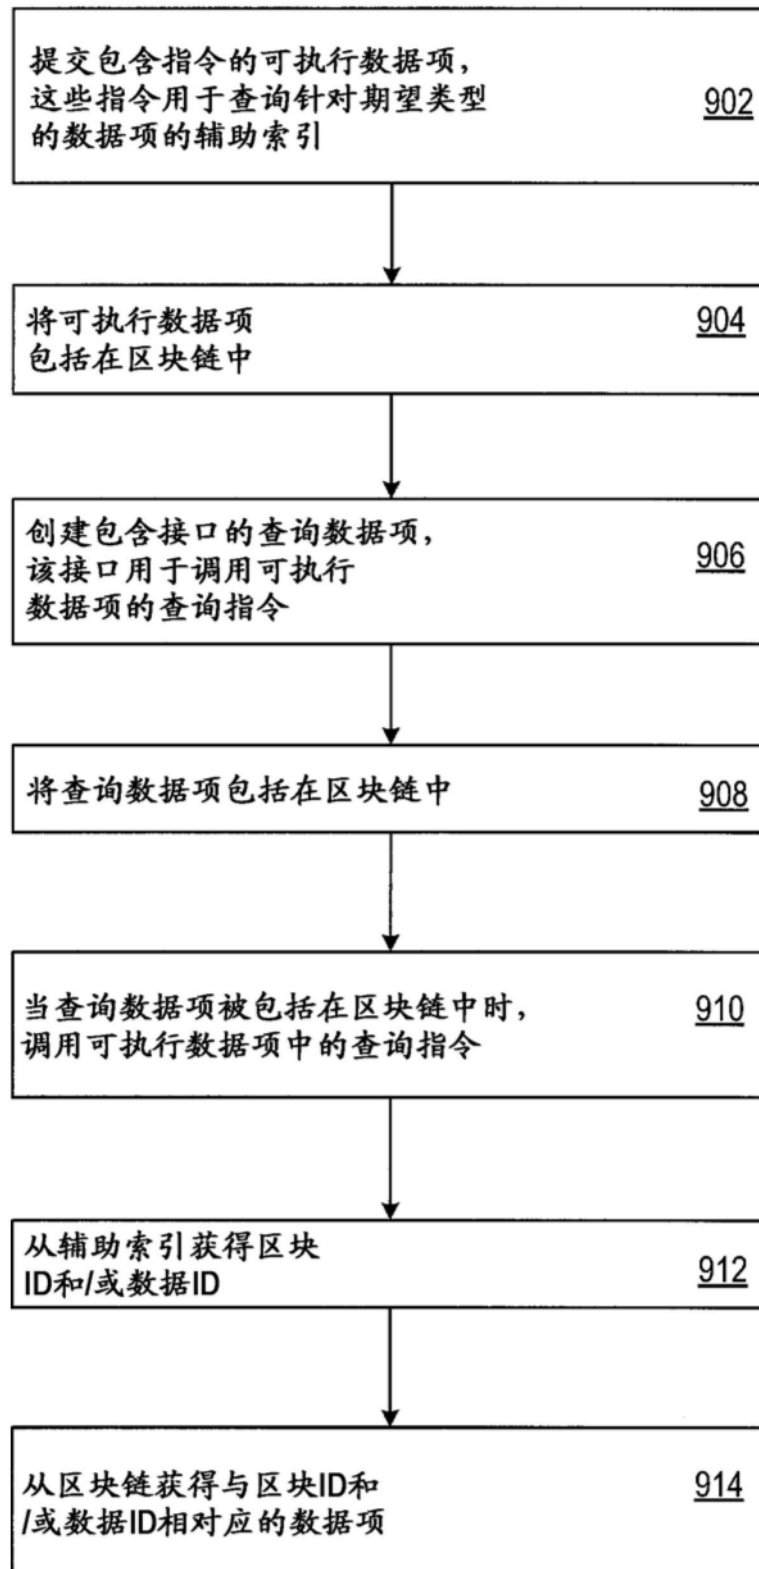 提交包含指令的可执行数据项，
这些指令用于查询针对期望类型
的数据项的辅助索引
902
将可执行数据项
包括在区块链中
904
创建包含接口的查询数据项，
该接口用于调用可执行
数据项的查询指令
906
将查询数据项包括在区块链中
908
当查询数据项被包括在区块链中时，
调用可执行数据项中的查询指令
910
从辅助索引获得区块
ID和/或数据ID
912
从区块链获得与区块ID和
/或数据ID相对应的数据项
914